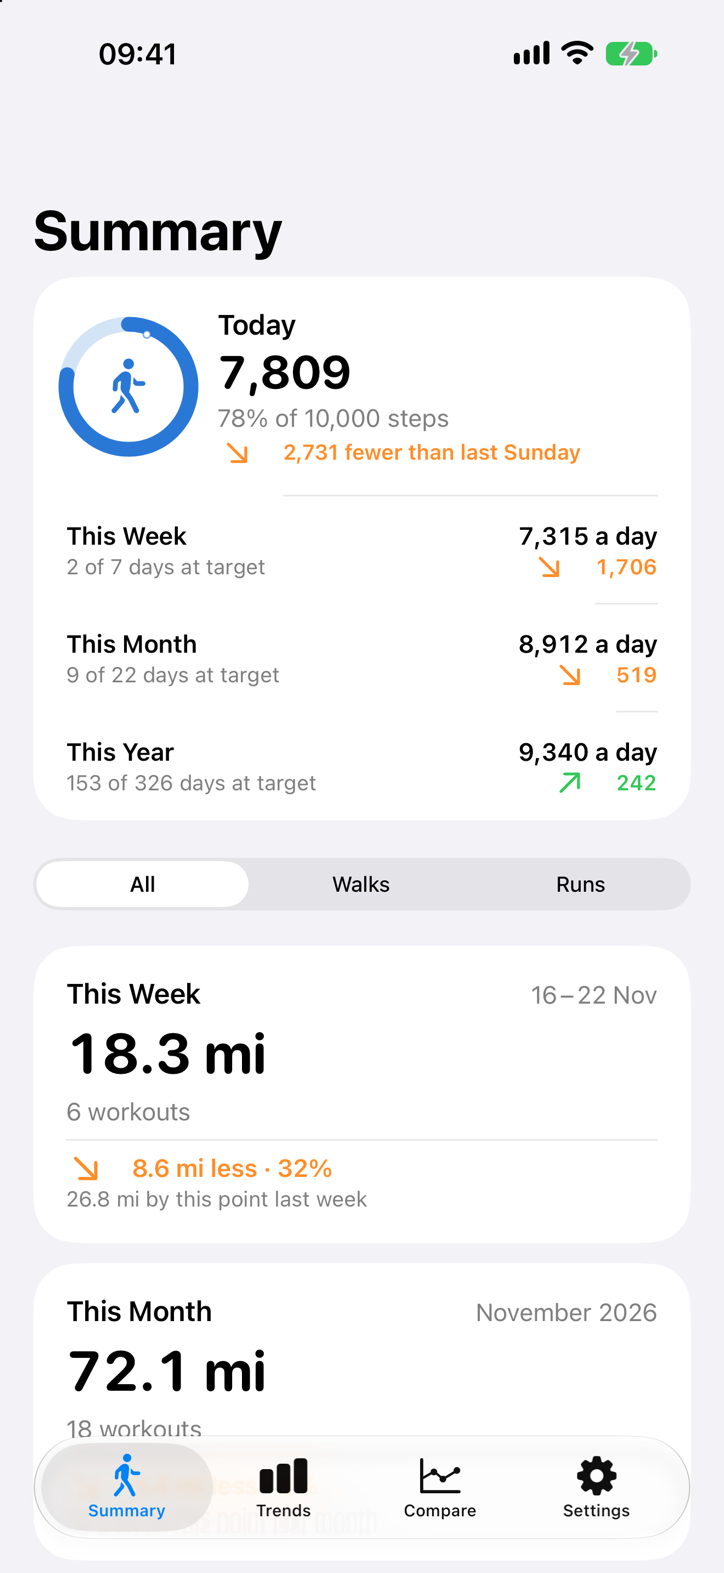 09:41
Summary
Today
7,809
78% of 10,000 steps
2,731 fewer than last Sunday
This Week
7,315 a day
2 of 7 days at target
1,706
This Month
8,912 a day
9 of 22 days at target
519
This Year
9,340 a day
153 of 326 days at target
242
All
Walks
Runs
This Week
16–22 Nov
18.3 mi
6 workouts
8.6 mi less · 32%
26.8 mi by this point last week
This Month
November 2026
72.1 mi
18 workouts
Summary
Trends
Compare
Settings